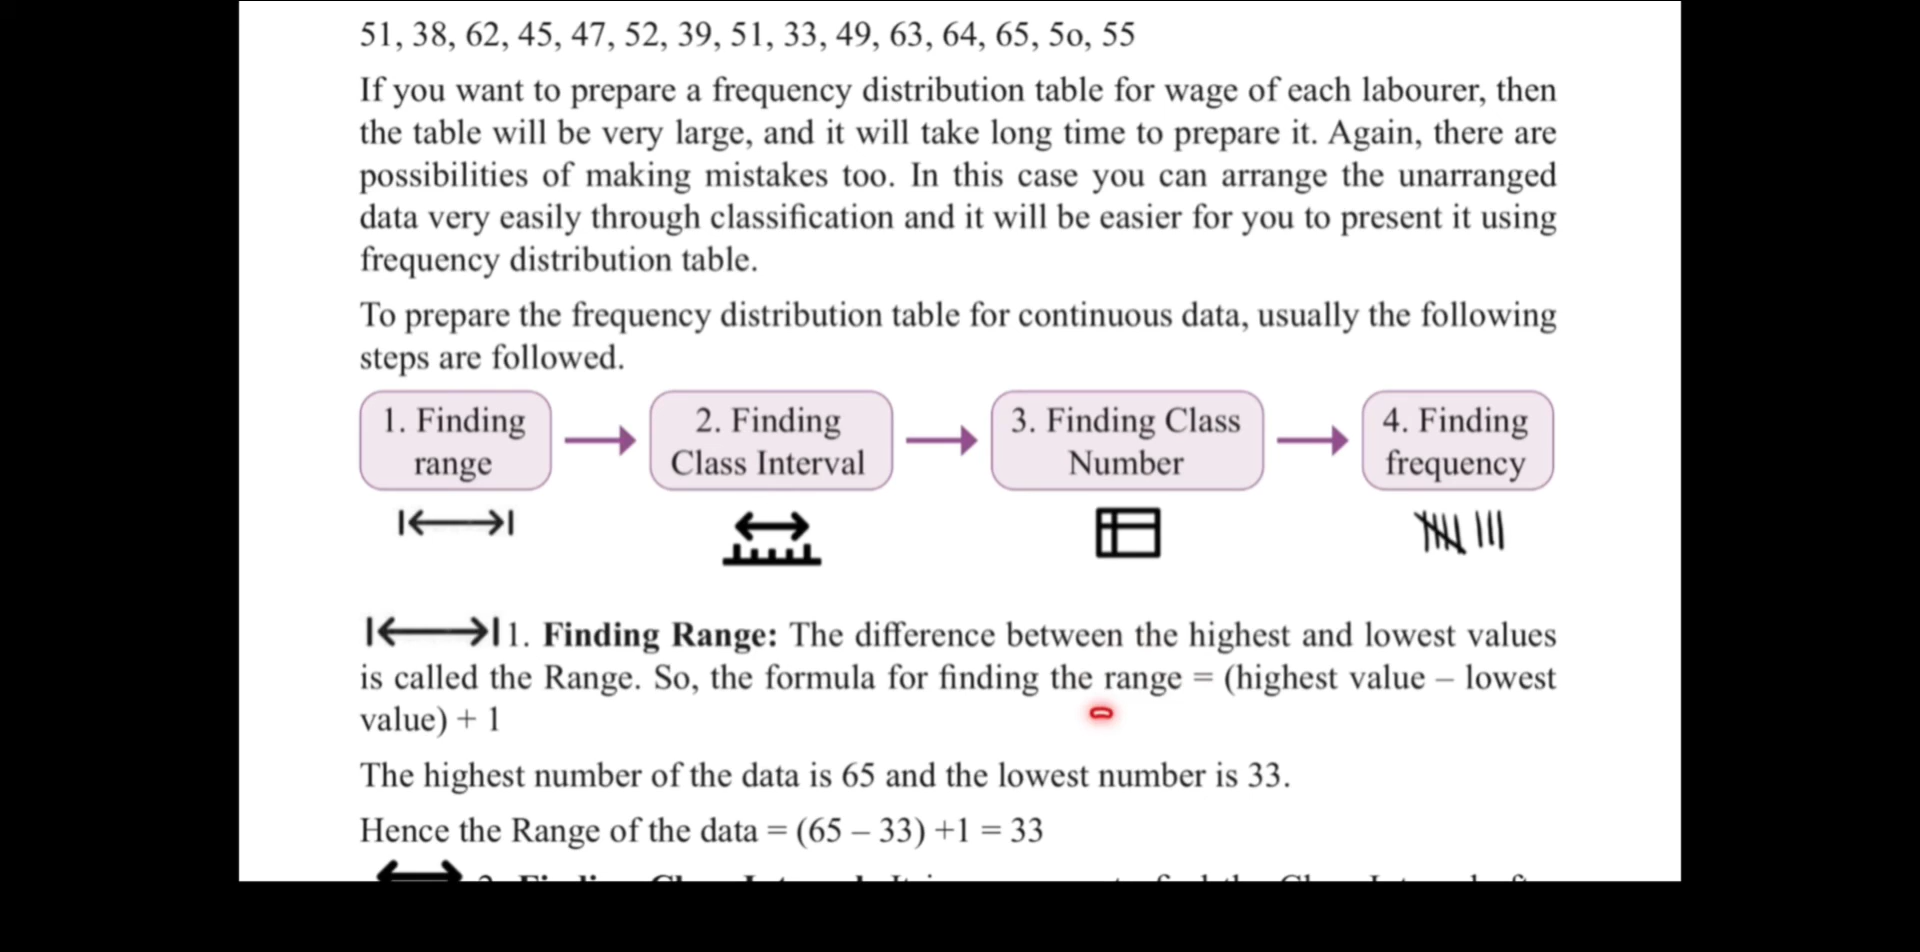 51, 38, 62, 45, 47, 52, 39, 51, 33, 49, 63, 64, 65, 5o, 55
If you want to prepare a frequency distribution table for wage of each labourer, then
the table will be very large, and it will take long time to prepare it. Again, there are
possibilities of making mistakes too. In this case you can arrange the unarranged
data very easily through classification and it will be easier for you to present it using
frequency distribution table.
To prepare the frequency distribution table for continuous data, usually the following
steps are followed.
1. Finding
range
2. Finding
Class Interval
3. Finding Class
Number
4. Finding
frequency
1. Finding Range: The difference between the highest and lowest values
is called the Range. So, the formula for finding the range = (highest value – lowest
value) + 1
The highest number of the data is 65 and the lowest number is 33.
Hence the Range of the data = (65 – 33) +1 = 33